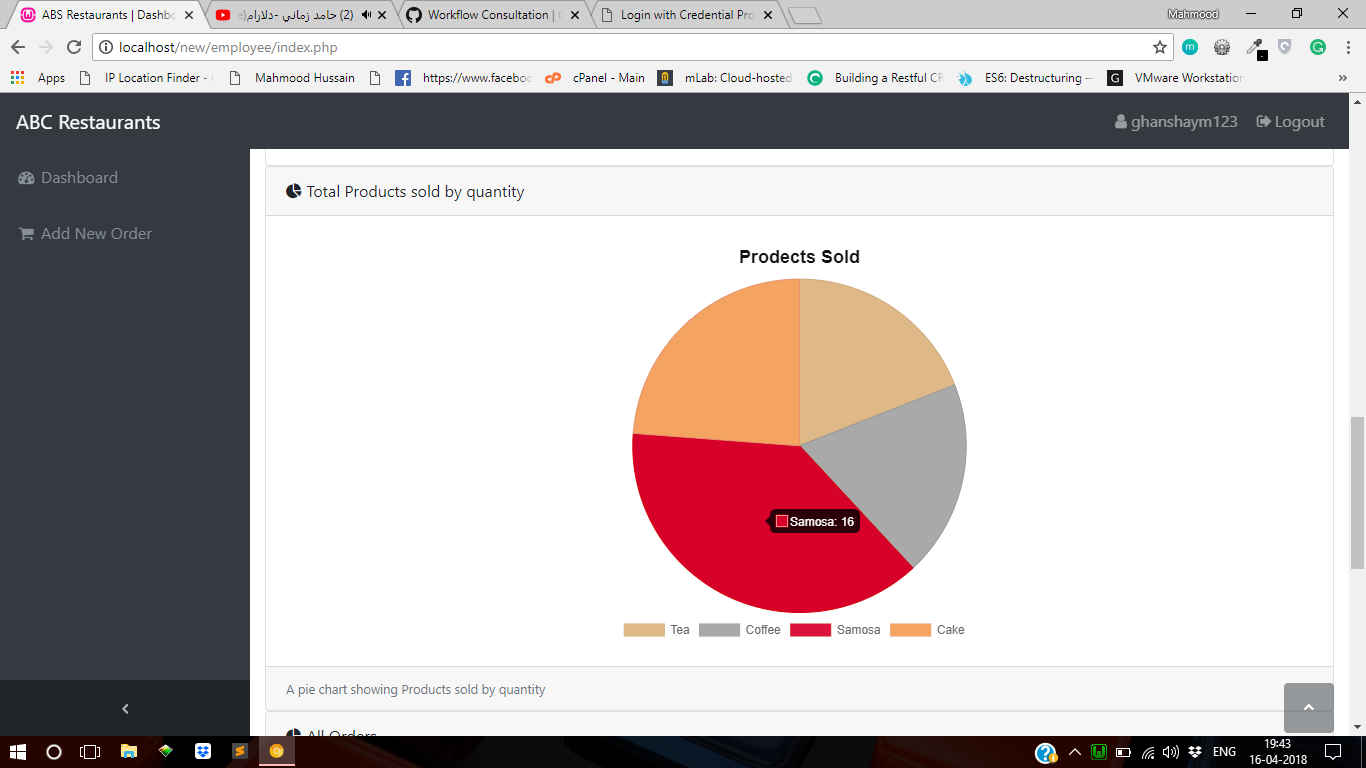 ABS Restaurants | Dashbo
(2) حامد زماني -دلارام(e
Workflow Consultation | C
Login with Credential Pro
Mahmood
localhost/new/employee/index.php
Apps
IP Location Finder -
Mahmood Hussain
https://www.faceboo
cPanel - Main
mLab: Cloud-hosted
Building a Restful CR
ES6: Destructuring —
G
VMware Workstation
»
ABC Restaurants
ghanshaym123
Logout
Dashboard
Add New Order
Total Products sold by quantity
Prodects Sold
Samosa: 16
Tea
Coffee
Samosa
Cake
A pie chart showing Products sold by quantity
All Orders
ENG
19:43
16-04-2018